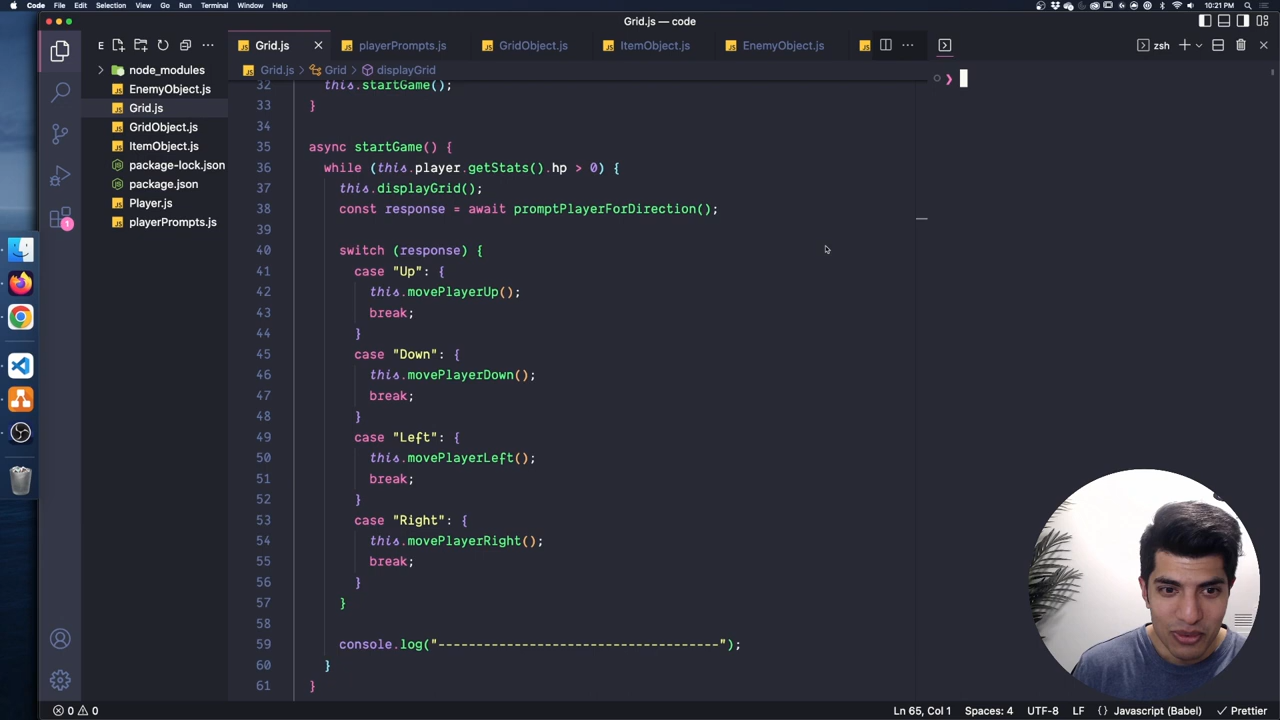 Code File Edit Selection View Go Run Terminal Window Help 10:21 PM
Grid.js — code
E
Grid.js playerPrompts.js GridObject.js ItemObject.js EnemyObject.js zsh
Grid.js > Grid > displayGrid
node_modules
EnemyObject.js
Grid.js
GridObject.js
ItemObject.js
package-lock.json
package.json
Player.js
playerPrompts.js
1
32 this.startGame();
33 }
34
35 async startGame() {
36 while (this.player.getStats().hp > 0) {
37 this.displayGrid();
38 const response = await promptPlayerForDirection();
39
40 switch (response) {
41 case "Up": {
42 this.movePlayerUp();
43 break;
44 }
45 case "Down": {
46 this.movePlayerDown();
47 break;
48 }
49 case "Left": {
50 this.movePlayerLeft();
51 break;
52 }
53 case "Right": {
54 this.movePlayerRight();
55 break;
56 }
57 }
58
59 console.log("-------------------------------------");
60 }
61 }
0 0 Ln 65, Col 1 Spaces: 4 UTF-8 LF {} JavaScript (Babel) Prettier